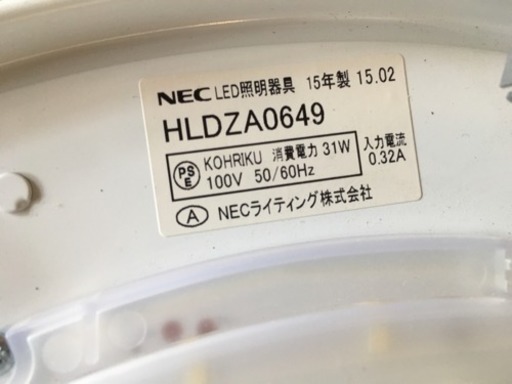 NEC LED照明器具 15年製 15.02
HLDZA0649
PSE KOHRIKU 消費電力 31W 入力電流
100V 50/60Hz 0.32A
A NECライティング株式会社